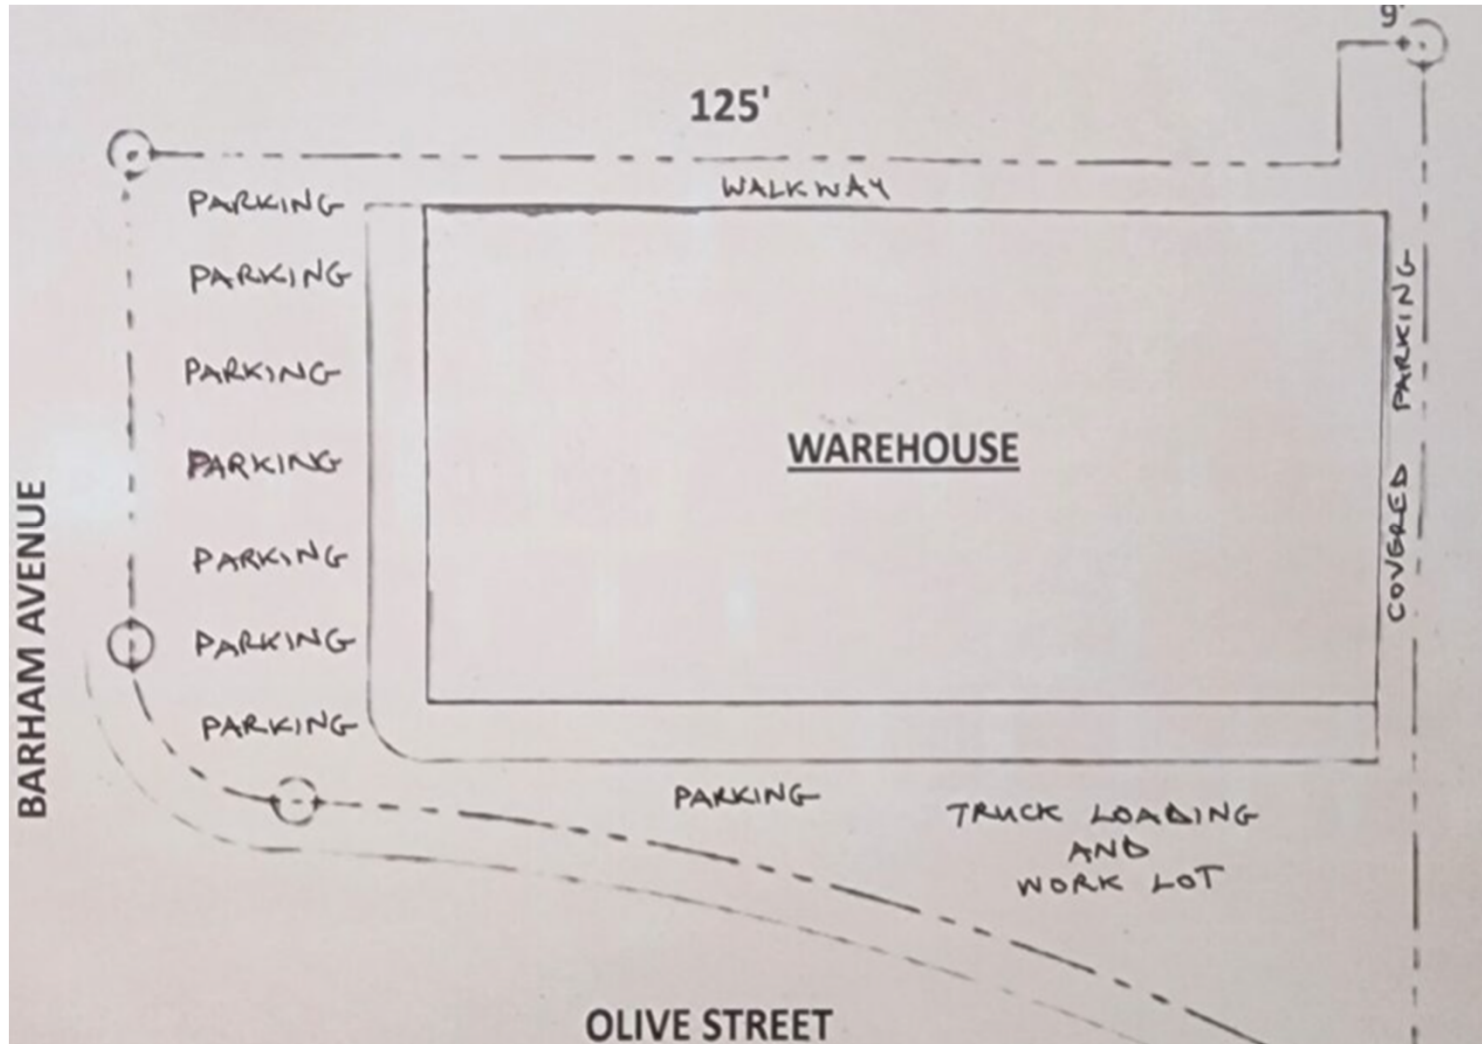 9'
125'
WALKWAY
PARKING
PARKING
PARKING
PARKING
PARKING
PARKING
PARKING
WAREHOUSE
COVERED PARKING
BARHAM AVENUE
PARKING
TRUCK LOADING
AND
WORK LOT
OLIVE STREET